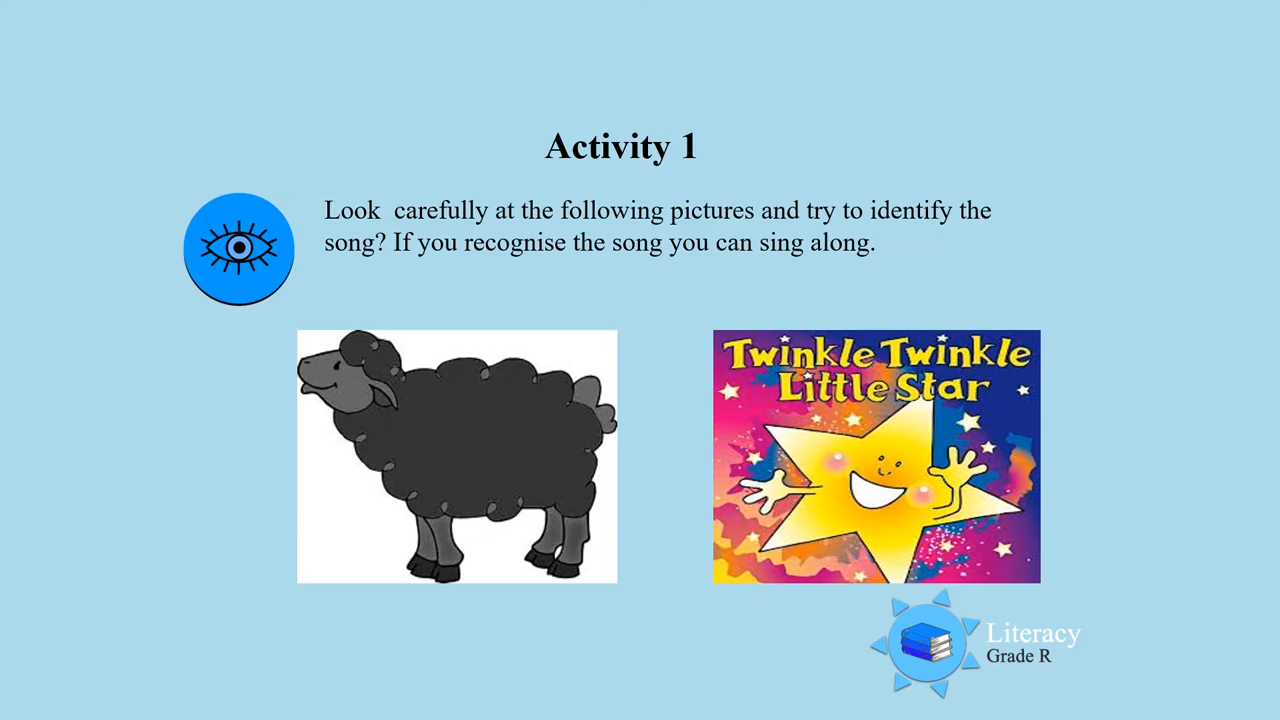 Activity 1
Look  carefully at the following pictures and try to identify the
song? If you recognise the song you can sing along.
Twinkle Twinkle
Little Star
Literacy
Grade R